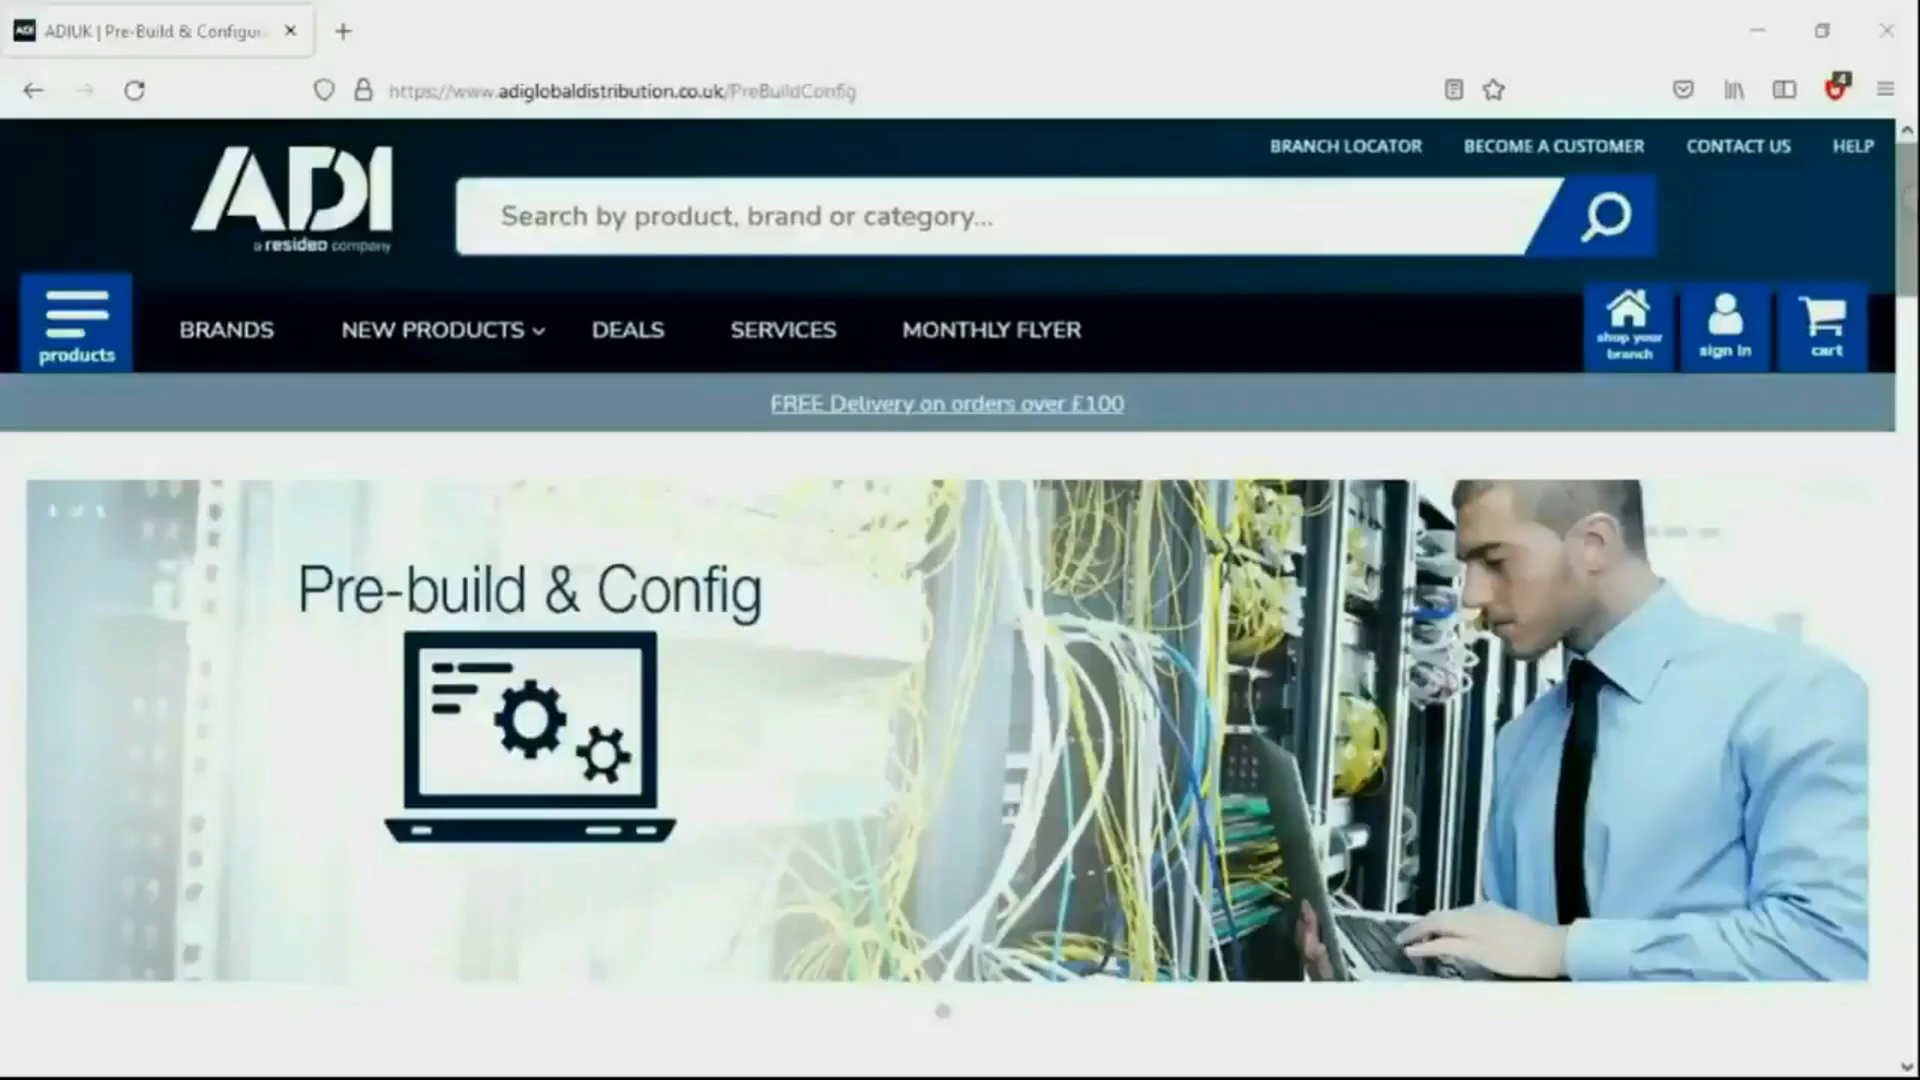 ADIUK | Pre-Build & Configur
https://www.adiglobaldistribution.co.uk/PreBuildConfig
4
BRANCH LOCATOR BECOME A CUSTOMER CONTACT US HELP
ADI
a resideo company
Search by product, brand or category...
products
BRANDS NEW PRODUCTS DEALS SERVICES MONTHLY FLYER
shop your
branch
sign in
cart
FREE Delivery on orders over £100
Pre-build & Config